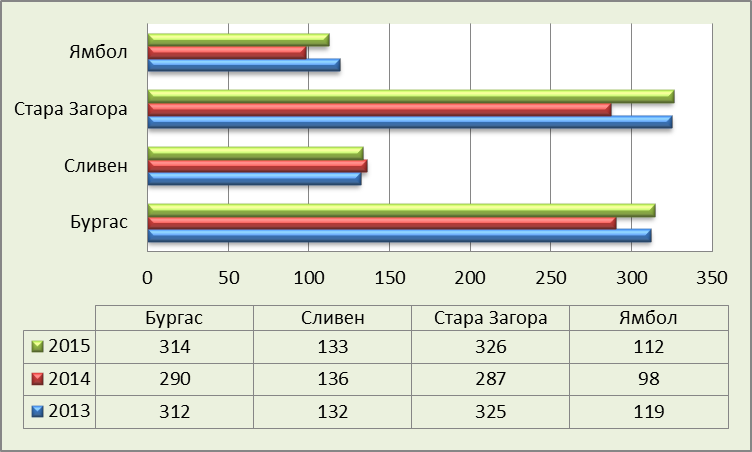 Ямбол
Стара Загора
Сливен
Бургас
0 50 100 150 200 250 300 350
Бургас Сливен Стара Загора Ямбол
2015 314 133 326 112
2014 290 136 287 98
2013 312 132 325 119